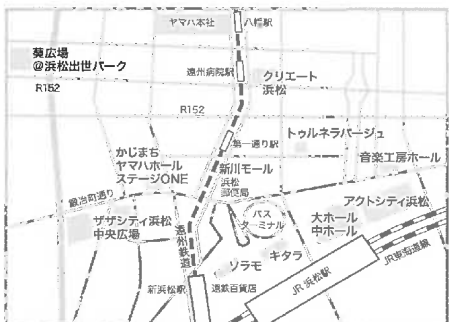 ヤマハ本社
八幡駅
葵広場
@浜松出世パーク
遠州病院駅
クリエート
浜松
R152
R152
第一通り駅
トゥルネラパージュ
かじまち
ヤマハホール
ステージONE
新川モール
浜松
郵便局
音楽工房ホール
鍛冶町通り
アクトシティ浜松
ザザシティ浜松
中央広場
バス
ターミナル
大ホール
中ホール
遠州鉄道
キタラ
ソラモ
JR東海道線
JR浜松駅
新浜松駅
遠鉄百貨店